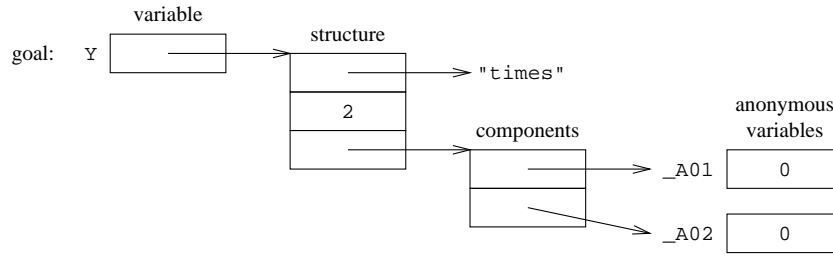 variable
structure
goal: Y
"times"
2
components
anonymous
variables
_A01 0
_A02 0